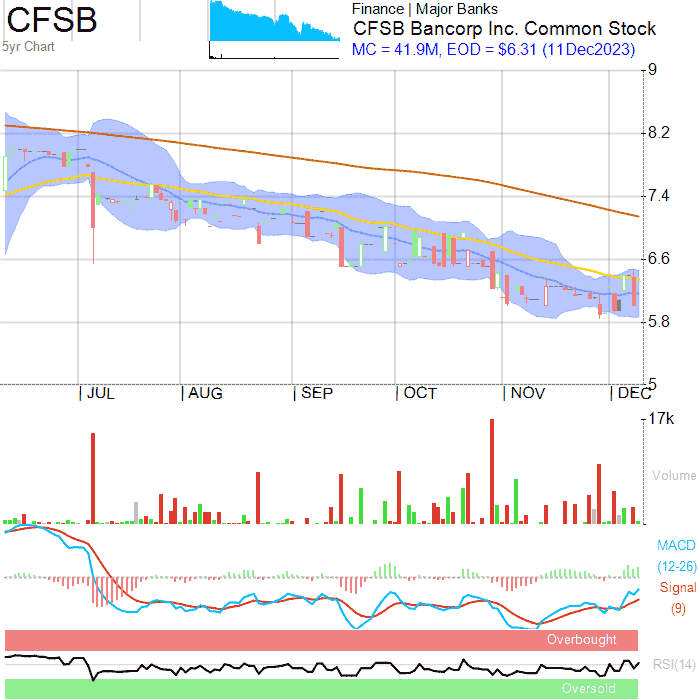 CFSB
5yr Chart
Finance | Major Banks
CFSB Bancorp Inc. Common Stock
MC = 41.9M, EOD = $6.31 (11Dec2023)
9
8.2
7.4
6.6
5.8
5
JUL AUG SEP OCT NOV DEC
17k
Volume
MACD
(12-26)
Signal
(9)
Overbought
RSI(14)
Oversold